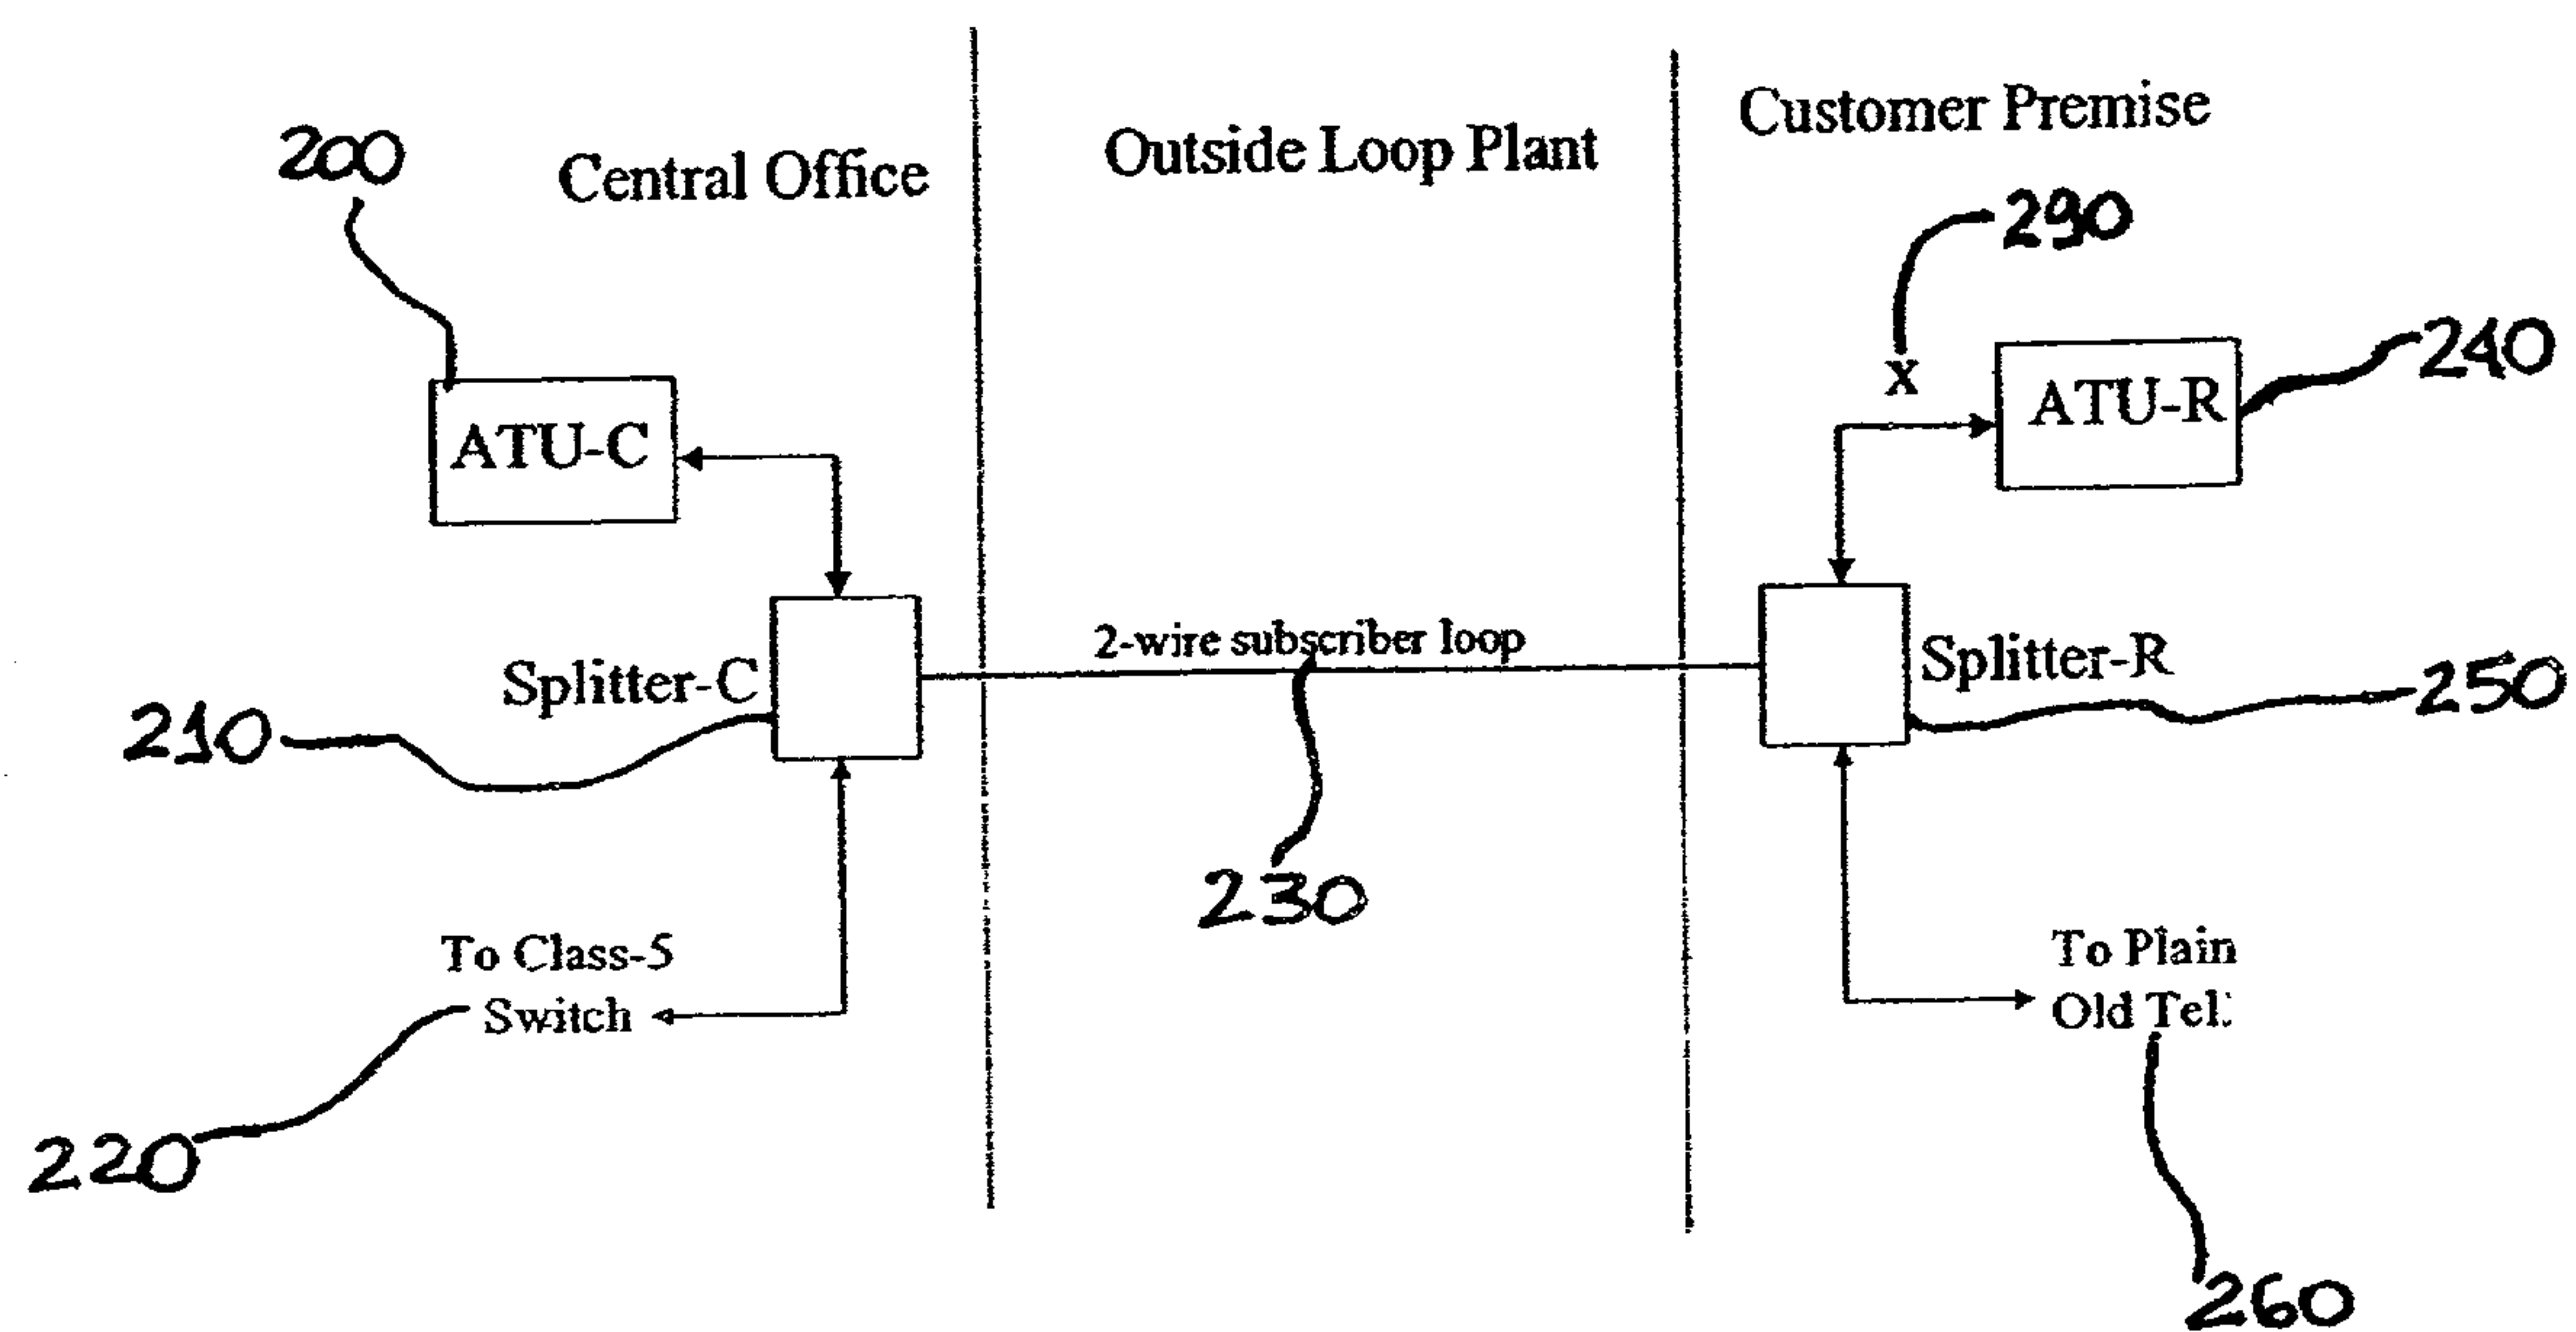 200
Central Office
Outside Loop Plant
Customer Premise
290
ATU-C
X
ATU-R
240
2-wire subscriber loop
Splitter-C
Splitter-R
210
250
230
To Class-5
Switch
To Plain
Old Tel.
220
260